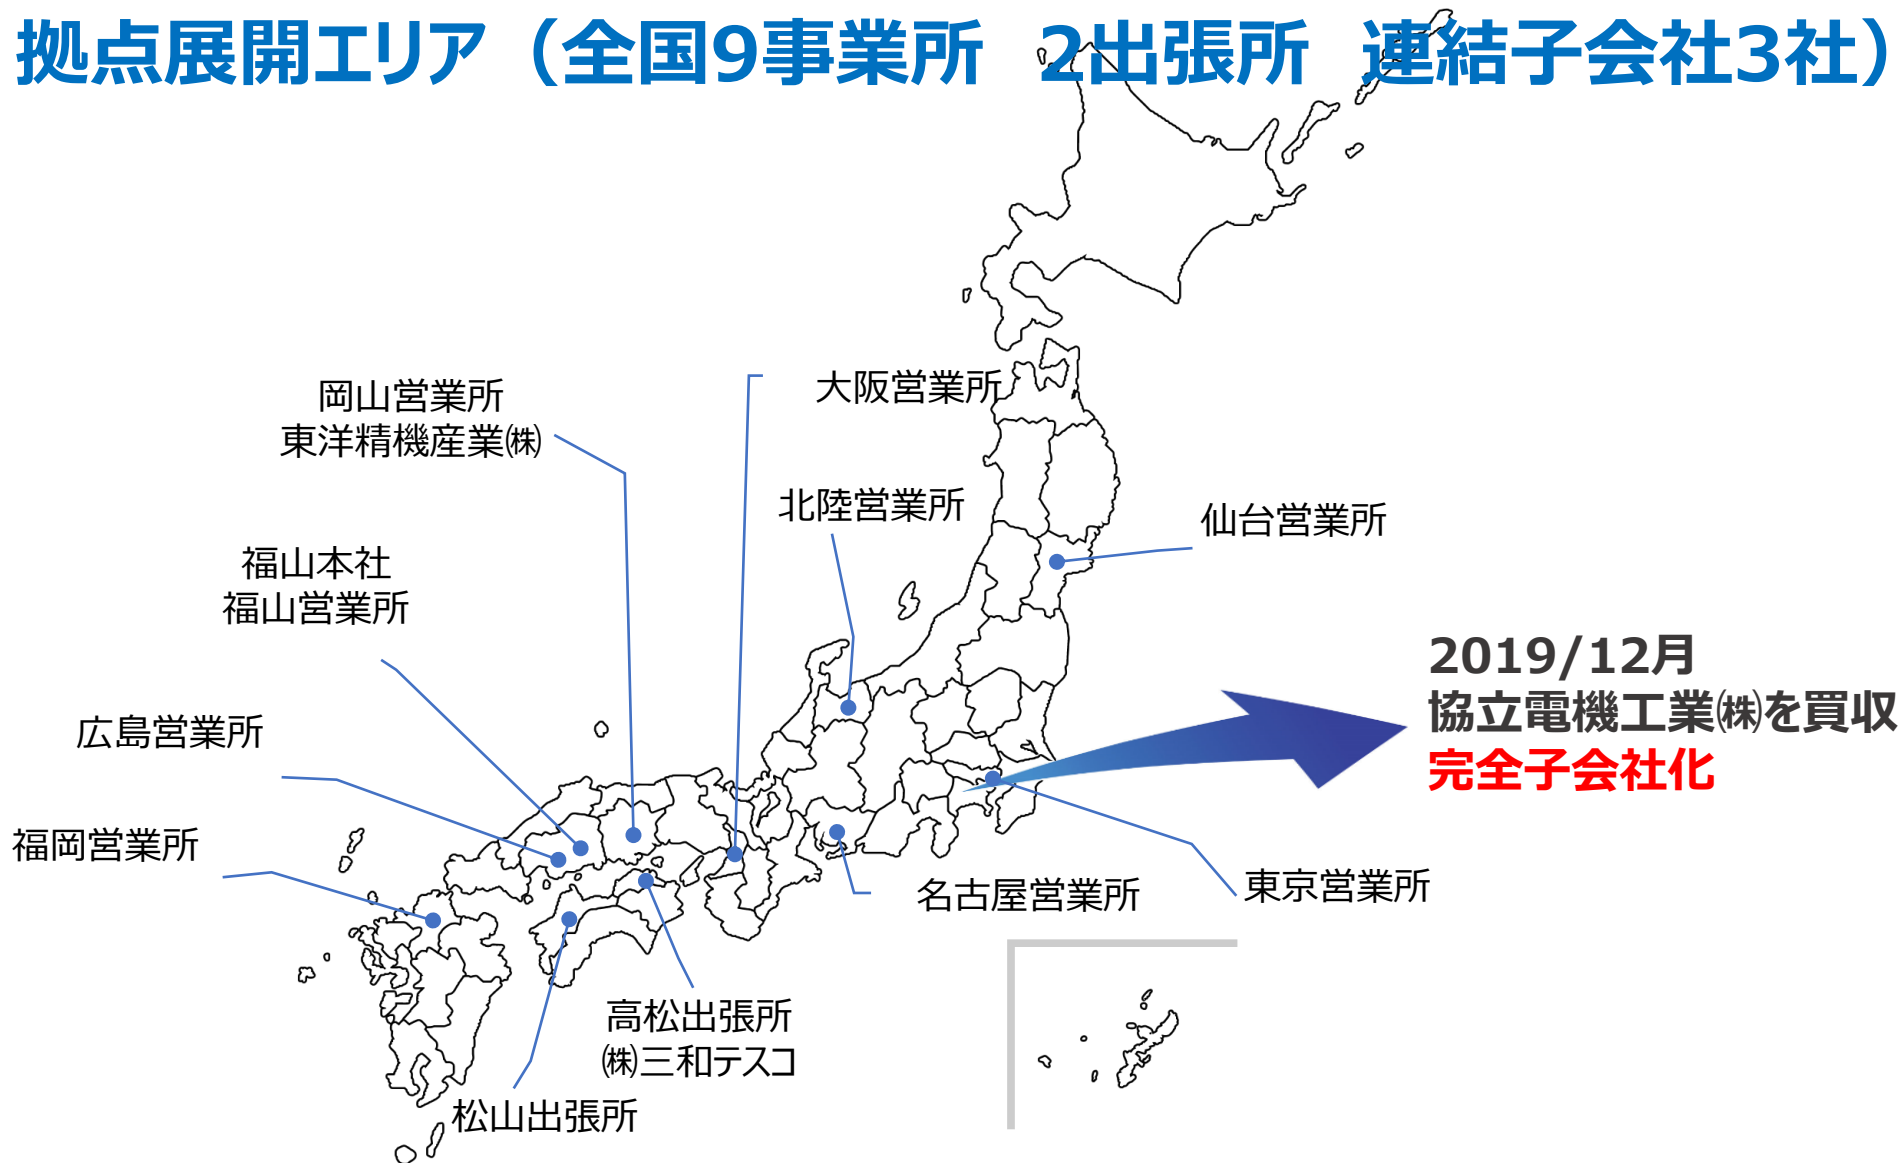 拠点展開エリア（全国9事業所　2出張所　連結子会社3社）
大阪営業所
岡山営業所
東洋精機産業㈱
北陸営業所
仙台営業所
福山本社
福山営業所
2019/12月
協立電機工業㈱を買収
完全子会社化
広島営業所
福岡営業所
名古屋営業所
東京営業所
高松出張所
㈱三和テスコ
松山出張所